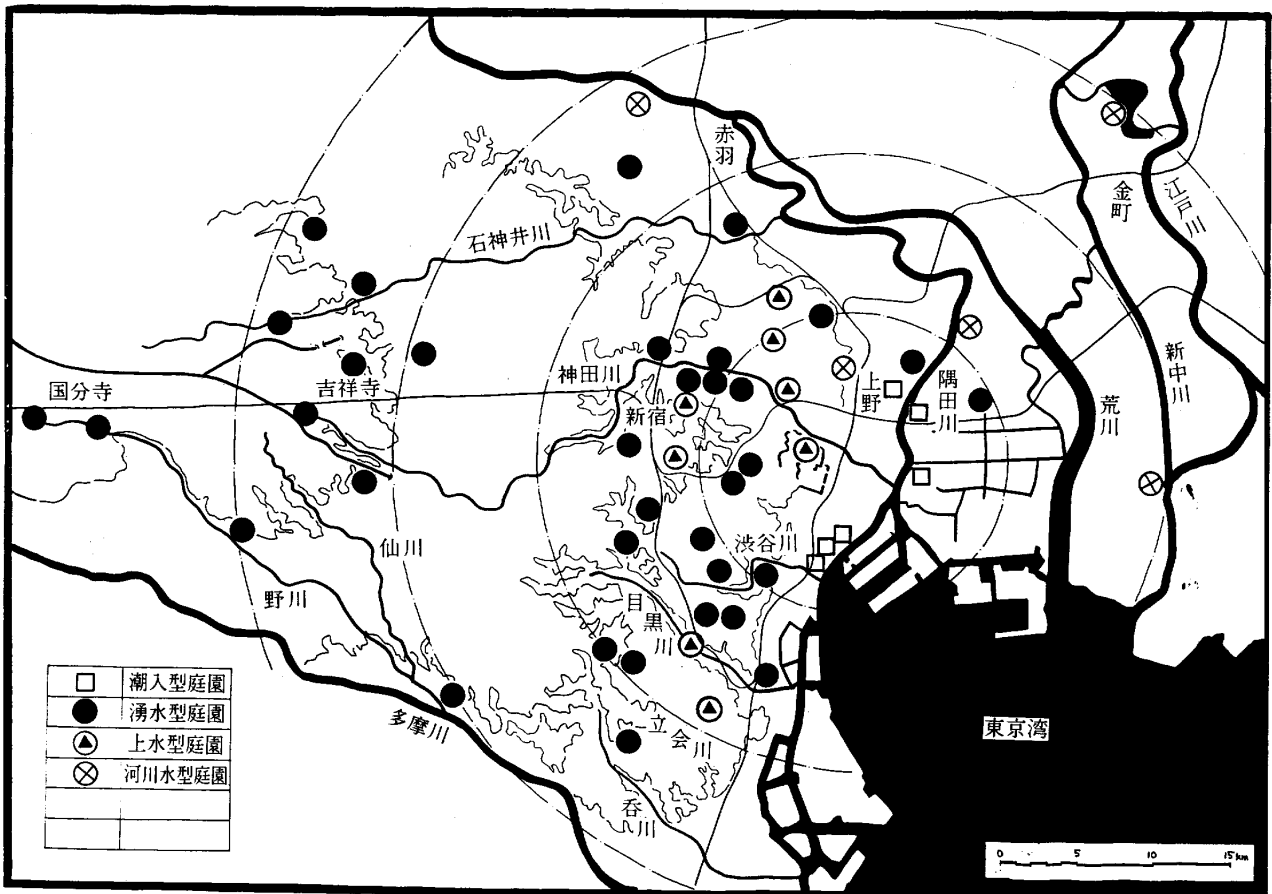 赤羽
金町
江戸川
石神井川
国分寺
吉祥寺
神田川
新宿
上野
隅田川
荒川
新中川
仙川
渋谷川
野川
目黒川
多摩川
立会川
呑川
東京湾
潮入型庭園
湧水型庭園
上水型庭園
河川水型庭園
0 5 10 15km